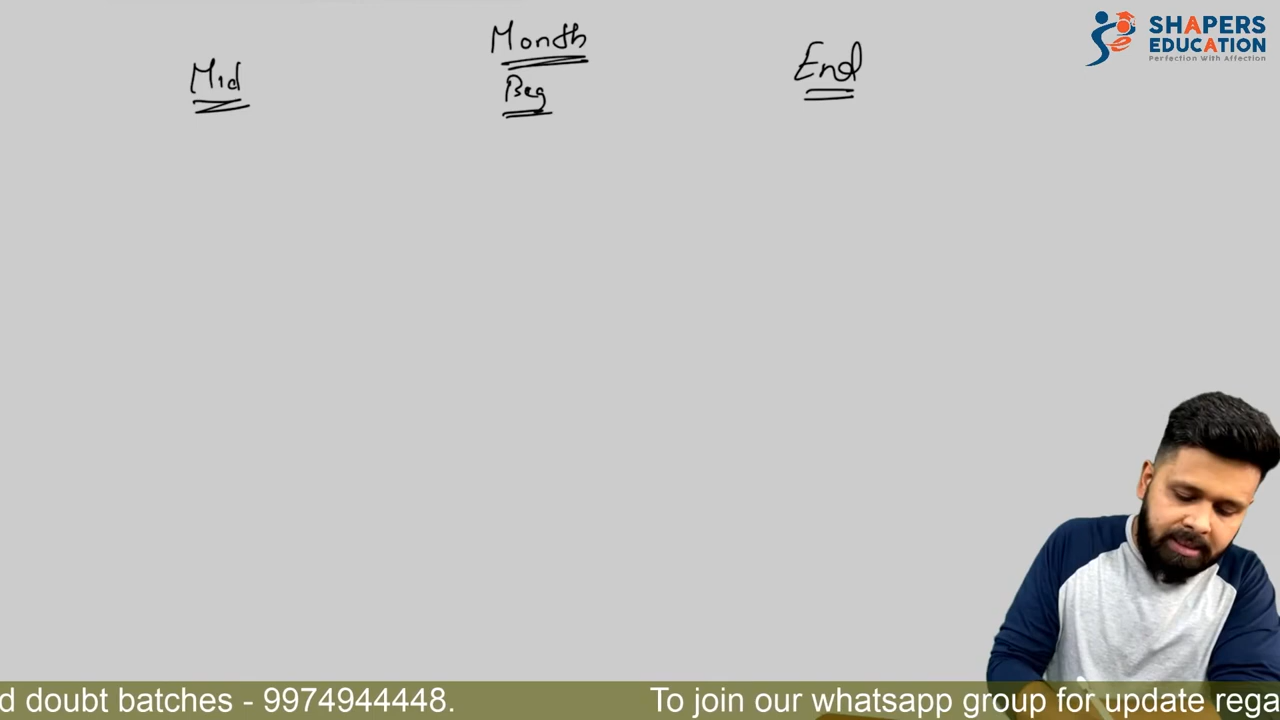 Month
Mid
Beg
End
SHAPERS
EDUCATION
Perfection With Affection
d doubt batches - 9974944448.
To join our whatsapp group for update rega